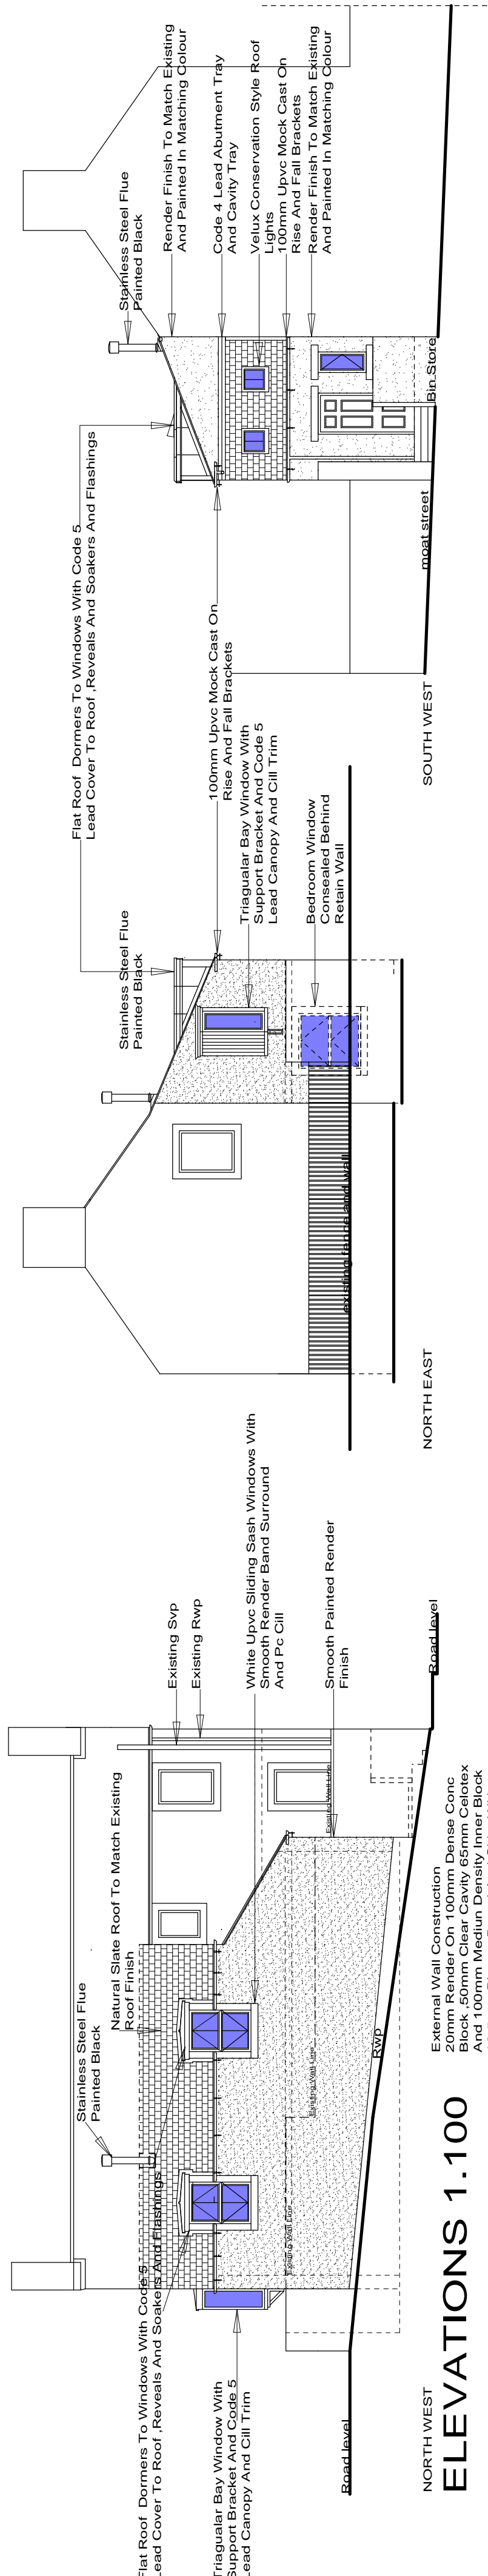 Flat Roof  Dormers To Windows With Code 5
Lead Cover To Roof ,Reveals And Soakers And Flashings
Triagualar Bay Window With
Support Bracket And Code 5
Lead Canopy And Cill Trim
Road level
NORTH WEST
ELEVATIONS 1.100
Stainless Steel Flue
Painted Black
Natural Slate Roof To Match Existing
Roof Finish
Existing Wall Line
Existing Wall Line
Existing Wall Line
Rwp
External Wall Construction
20mm Render On 100mm Dense Conc
Block ,50mm Clear Cavity 65mm Celotex
And 100mm Mediun Density Inner Block
Existing Svp
Existing Rwp
White Upvc Sliding Sash Windows With
Smooth Render Band Surround
And Pc Cill
Smooth Painted Render
Finish
Road level
NORTH EAST
existing fence and wall
Stainless Steel Flue
Painted Black
Flat Roof  Dormers To Windows With Code 5
Lead Cover To Roof ,Reveals And Soakers And Flashings
100mm Upvc Mock Cast On
Rise And Fall Brackets
Triagualar Bay Window With
Support Bracket And Code 5
Lead Canopy And Cill Trim
Bedroom Window
Consealed Behind
Retain Wall
SOUTH WEST
moat street
Bin Store
Stainless Steel Flue
Painted Black
Render Finish To Match Existing
And Painted In Matching Colour
Code 4 Lead Abutment Tray
And Cavity Tray
Velux Conservation Style Roof
Lights
100mm Upvc Mock Cast On
Rise And Fall Brackets
Render Finish To Match Existing
And Painted In Matching Colour